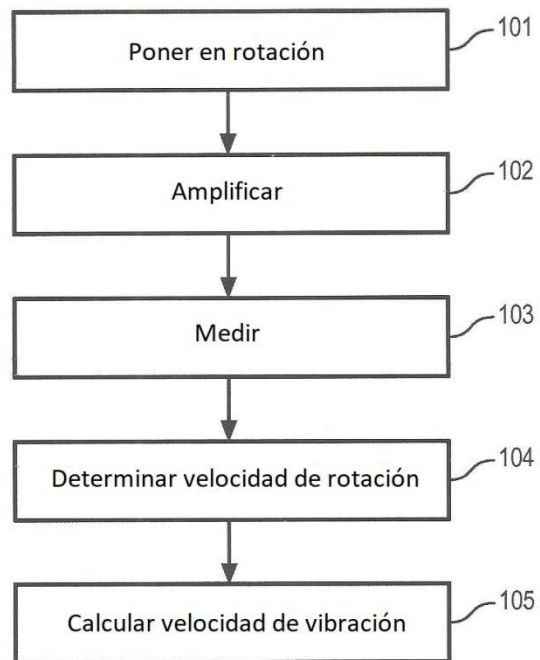 Poner en rotación
101
Amplificar
102
Medir
103
Determinar velocidad de rotación
104
Calcular velocidad de vibración
105